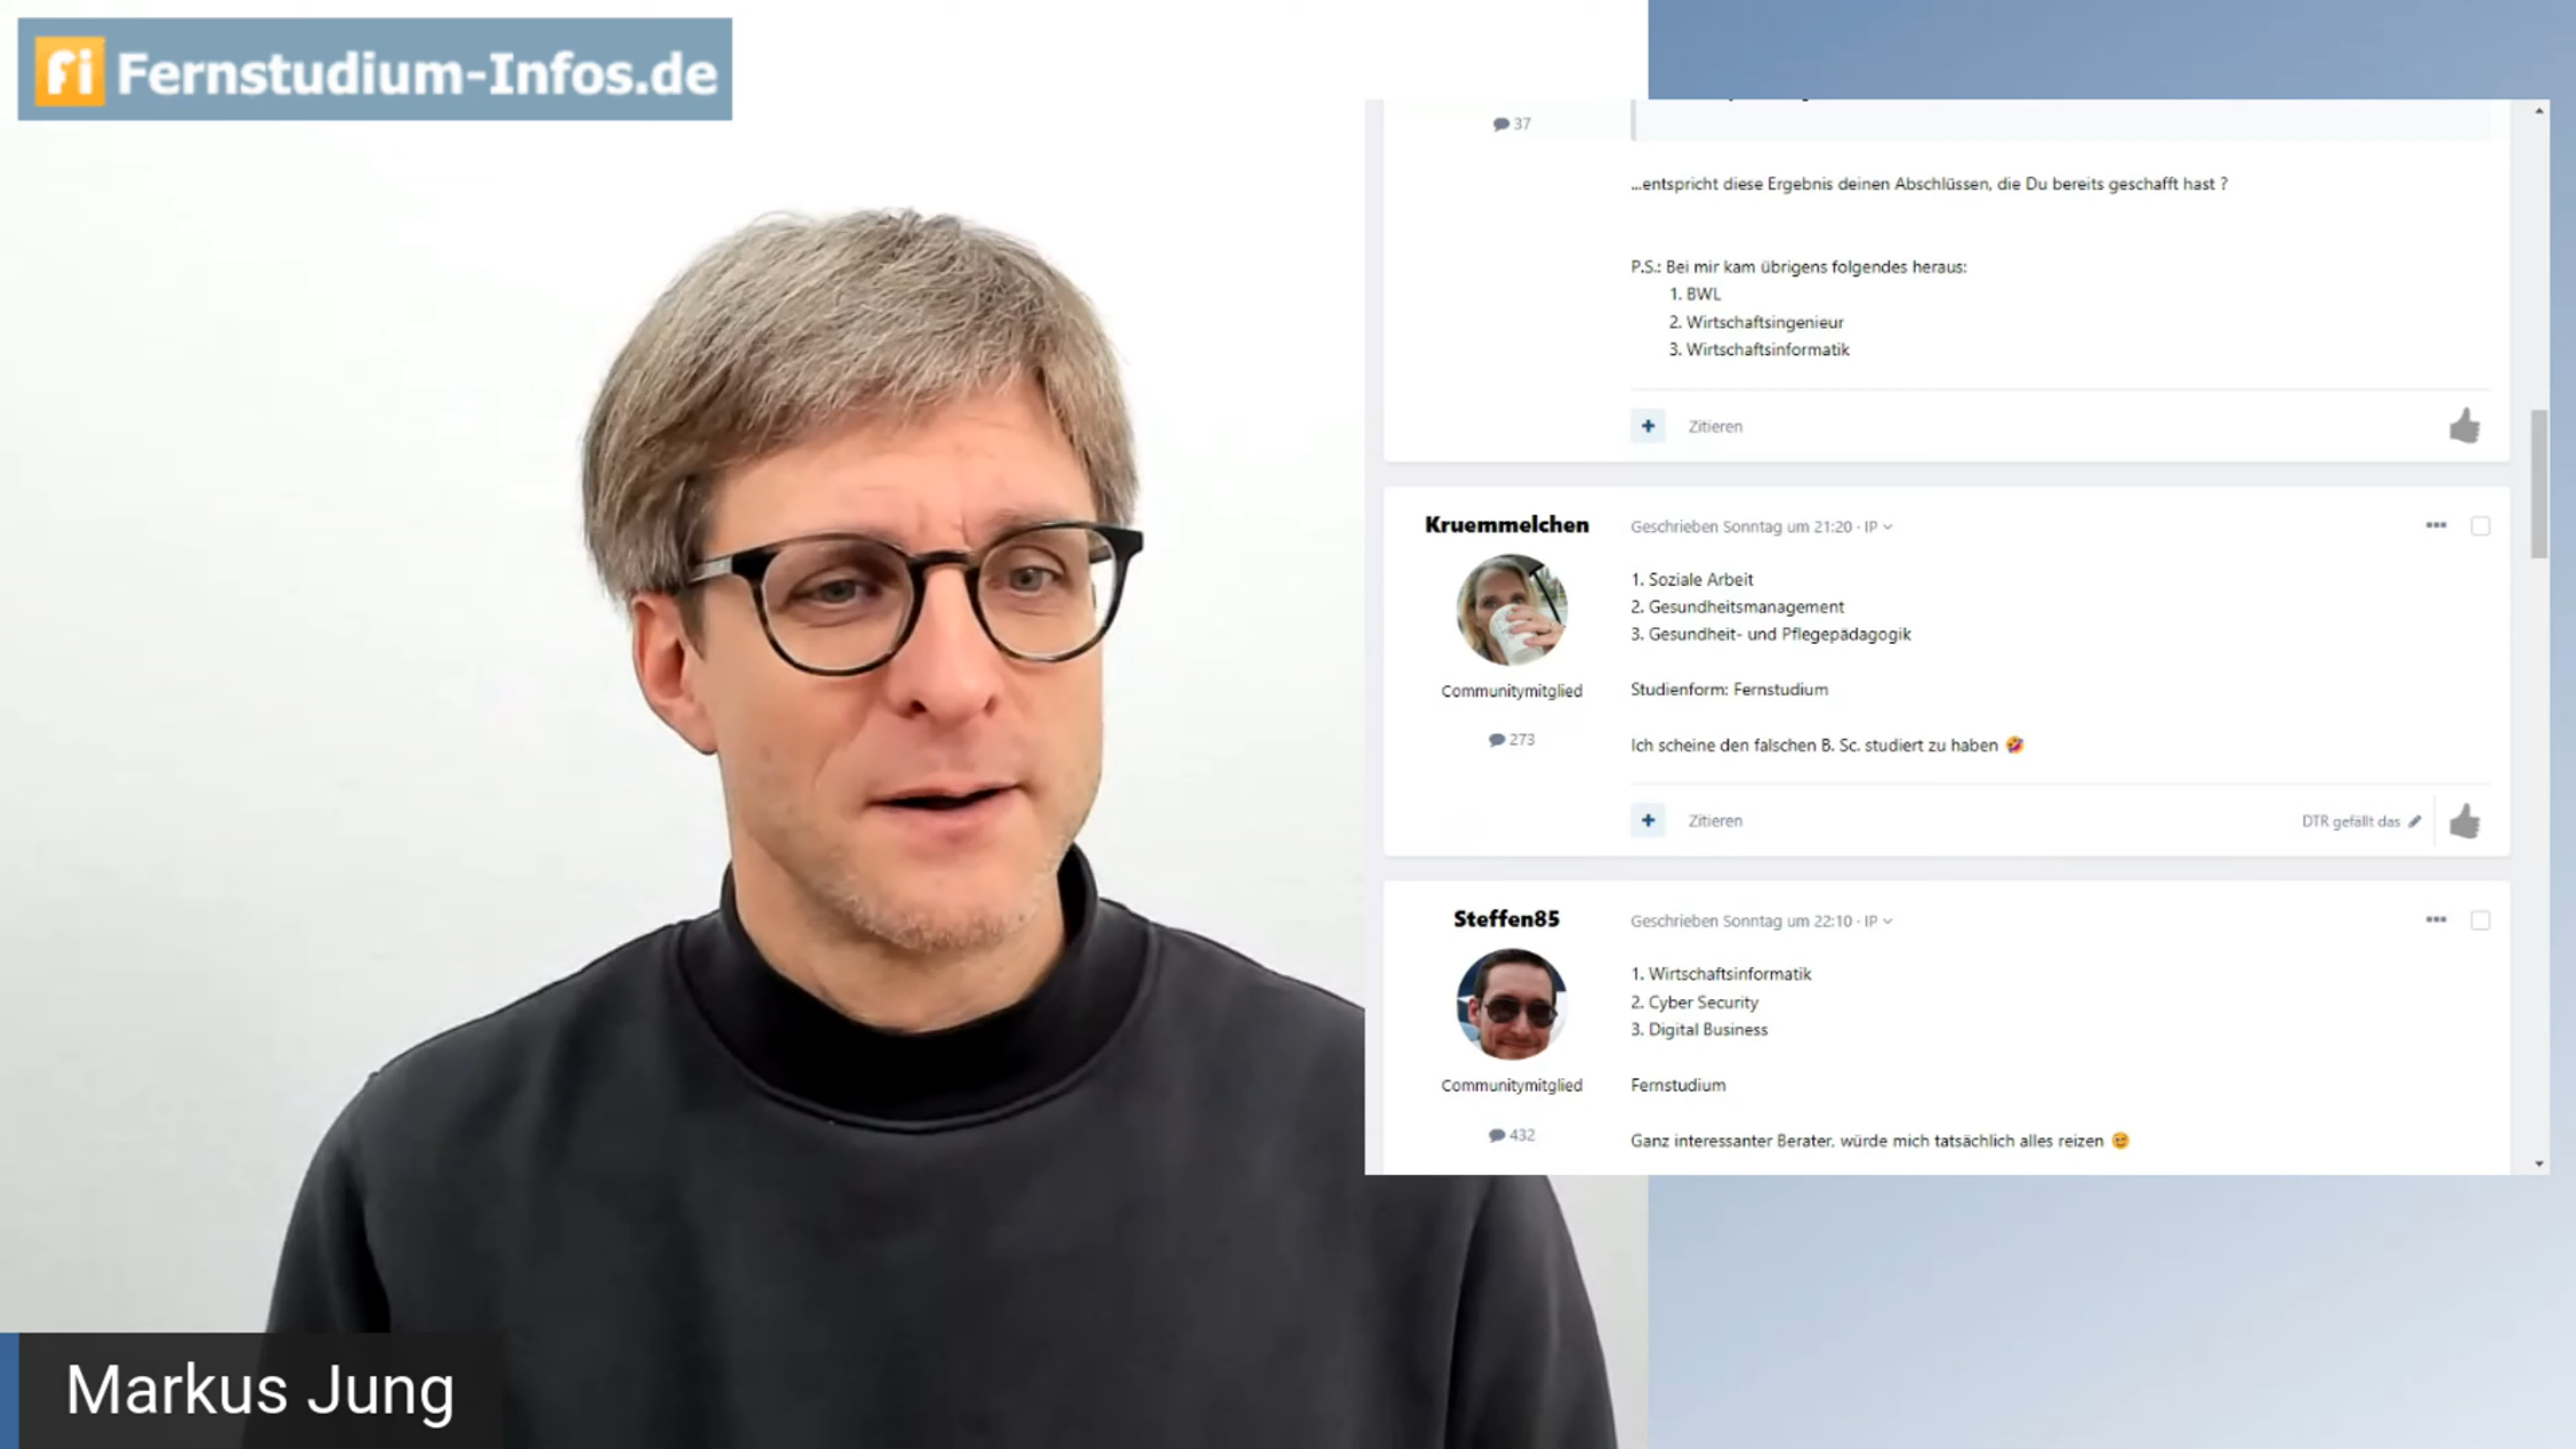 fi Fernstudium-Infos.de
37
...entspricht diese Ergebnis deinen Abschlüssen, die Du bereits geschafft hast ?
P.S.: Bei mir kam übrigens folgendes heraus:
1. BWL
2. Wirtschaftsingenieur
3. Wirtschaftsinformatik
+ Zitieren
Kruemmelchen
Geschrieben Sonntag um 21:20 · IP
1. Soziale Arbeit
2. Gesundheitsmanagement
3. Gesundheit- und Pflegepädagogik
Communitymitglied
Studienform: Fernstudium
273
Ich scheine den falschen B. Sc. studiert zu haben 🤣
+ Zitieren
DTR gefällt das
Steffen85
Geschrieben Sonntag um 22:10 · IP
1. Wirtschaftsinformatik
2. Cyber Security
3. Digital Business
Communitymitglied
Fernstudium
432
Ganz interessanter Berater, würde mich tatsächlich alles reizen 😉
Markus Jung